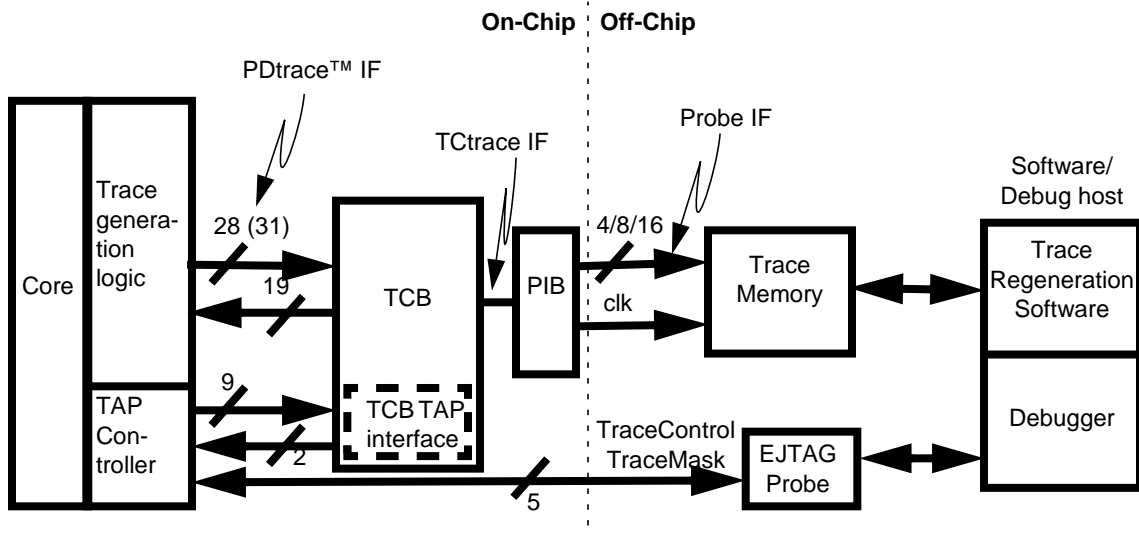 On-Chip
Off-Chip
PDtrace™ IF
TCtrace IF
Probe IF
Software/
Debug host
Core
Trace
genera-
tion
logic
28 (31)
19
TCB
PIB
4/8/16
clk
Trace
Memory
Trace
Regeneration
Software
TAP
Con-
troller
9
2
TCB TAP
interface
TraceControl
TraceMask
5
EJTAG
Probe
Debugger